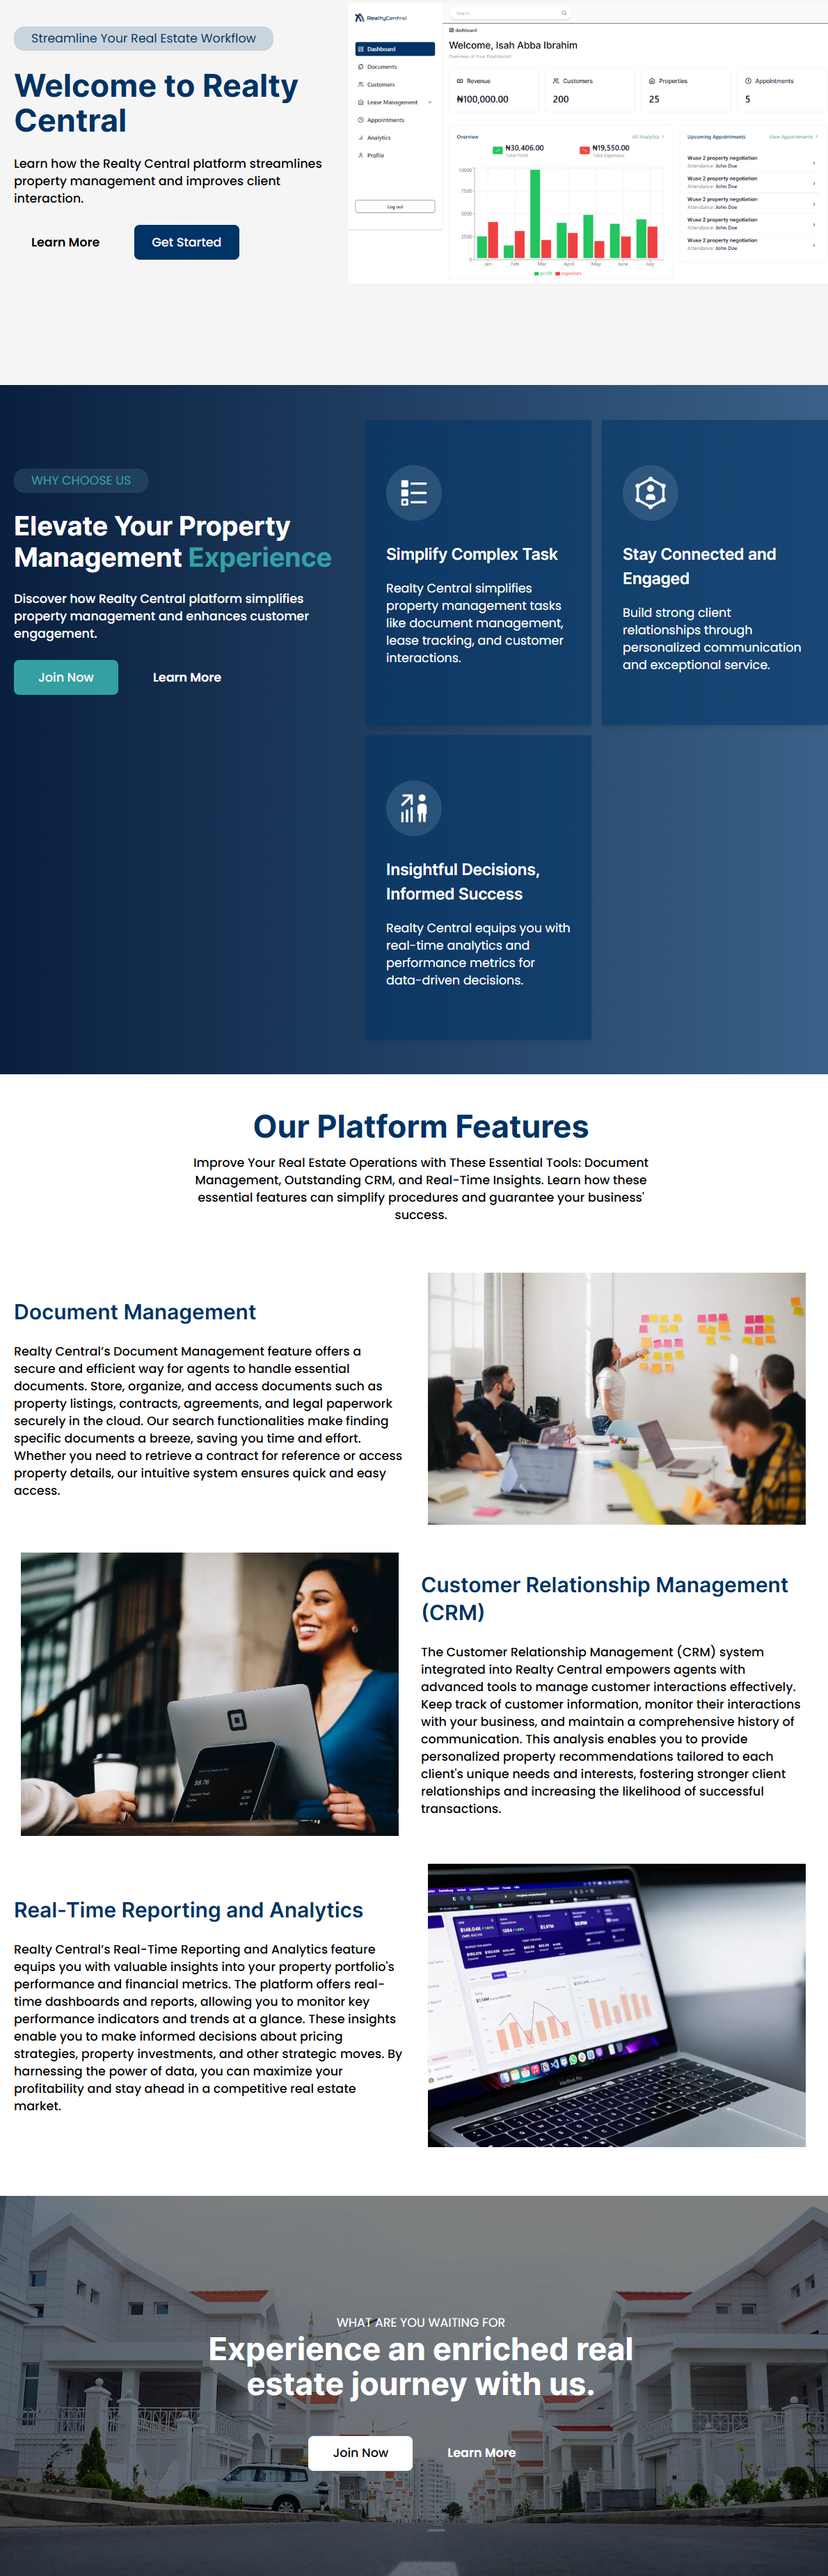 Streamline Your Real Estate Workflow
Welcome to Realty
Central
Learn how the Realty Central platform streamlines
property management and improves client
interaction.
Learn More
Get Started
RealtyCentral
Dashboard
Documents
Customers
Lease Management
Appointments
Analytics
Profile
Log out
Search
dashboard
Welcome, Isah Abba Ibrahim
Overview of Your Dashboard
Revenue
₦100,000.00
Customers
200
Properties
25
Appointments
5
Overview
All Analytics
₦30,406.00
Total Profit
₦19,550.00
Total Expenses
10000
7500
5000
2500
0
Jan
Feb
Mar
April
May
June
July
profit
expenses
Upcoming Appointments
View Appointments
Wuse 2 property negotiation
Attendance: John Doe
Wuse 2 property negotiation
Attendance: John Doe
Wuse 2 property negotiation
Attendance: John Doe
Wuse 2 property negotiation
Attendance: John Doe
Wuse 2 property negotiation
Attendance: John Doe
WHY CHOOSE US
Elevate Your Property
Management Experience
Discover how Realty Central platform simplifies
property management and enhances customer
engagement.
Join Now
Learn More
Simplify Complex Task
Realty Central simplifies
property management tasks
like document management,
lease tracking, and customer
interactions.
Stay Connected and
Engaged
Build strong client
relationships through
personalized communication
and exceptional service.
Insightful Decisions,
Informed Success
Realty Central equips you with
real-time analytics and
performance metrics for
data-driven decisions.
Our Platform Features
Improve Your Real Estate Operations with These Essential Tools: Document
Management, Outstanding CRM, and Real-Time Insights. Learn how these
essential features can simplify procedures and guarantee your business'
success.
Document Management
Realty Central's Document Management feature offers a
secure and efficient way for agents to handle essential
documents. Store, organize, and access documents such as
property listings, contracts, agreements, and legal paperwork
securely in the cloud. Our search functionalities make finding
specific documents a breeze, saving you time and effort.
Whether you need to retrieve a contract for reference or access
property details, our intuitive system ensures quick and easy
access.
$8.76
Customer Relationship Management
(CRM)
The Customer Relationship Management (CRM) system
integrated into Realty Central empowers agents with
advanced tools to manage customer interactions effectively.
Keep track of customer information, monitor their interactions
with your business, and maintain a comprehensive history of
communication. This analysis enables you to provide
personalized property recommendations tailored to each
client's unique needs and interests, fostering stronger client
relationships and increasing the likelihood of successful
transactions.
Real-Time Reporting and Analytics
Realty Central's Real-Time Reporting and Analytics feature
equips you with valuable insights into your property portfolio's
performance and financial metrics. The platform offers real-
time dashboards and reports, allowing you to monitor key
performance indicators and trends at a glance. These insights
enable you to make informed decisions about pricing
strategies, property investments, and other strategic moves. By
harnessing the power of data, you can maximize your
profitability and stay ahead in a competitive real estate
market.
MacBook Pro
WHAT ARE YOU WAITING FOR
Experience an enriched real
estate journey with us.
Join Now
Learn More